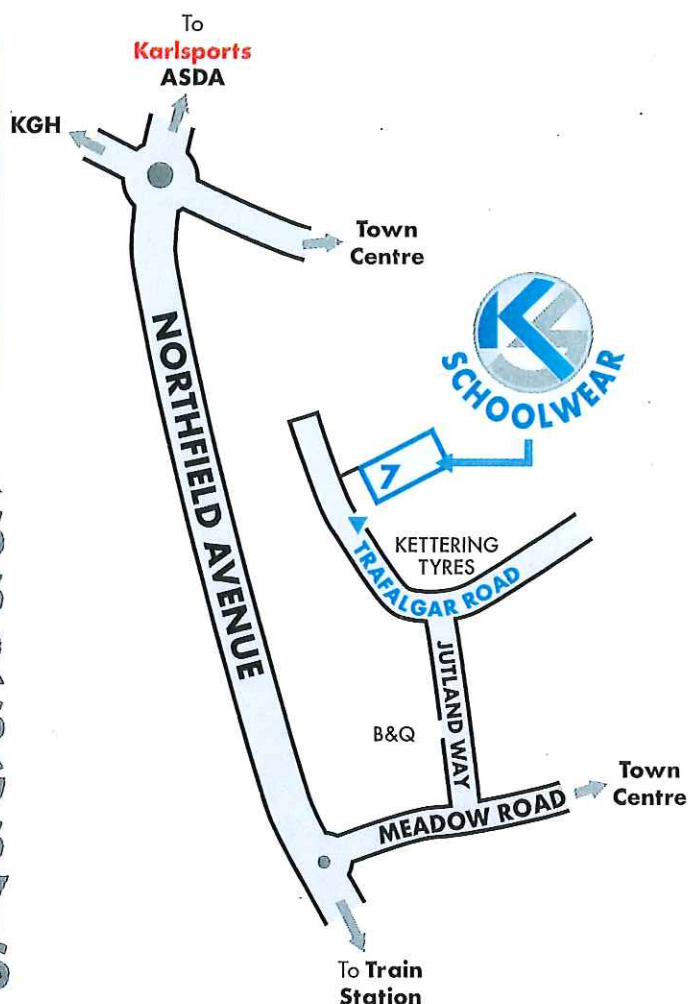 To
Karlsports
ASDA
KGH
Town
Centre
NORTHFIELD AVENUE
KS
SCHOOLWEAR
KETTERING
TYRES
TRAFALGAR ROAD
JUTLAND WAY
B&Q
Town
Centre
MEADOW ROAD
To Train
Station